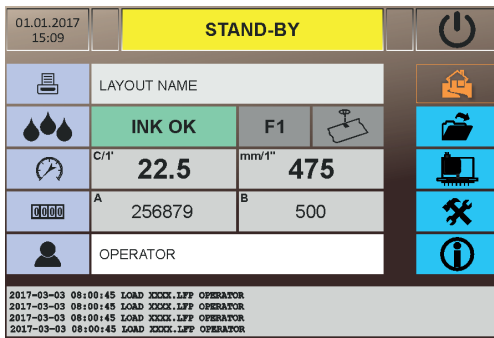 01.01.2017
15:09
STAND-BY
LAYOUT NAME
INK OK
F1
C/1'
22.5
mm/1"
475
0000
A
256879
B
500
OPERATOR
2017-03-03 08:00:45 LOAD XXXX.LFP OPERATOR
2017-03-03 08:00:45 LOAD XXXX.LFP OPERATOR
2017-03-03 08:00:45 LOAD XXXX.LFP OPERATOR
2017-03-03 08:00:45 LOAD XXXX.LFP OPERATOR